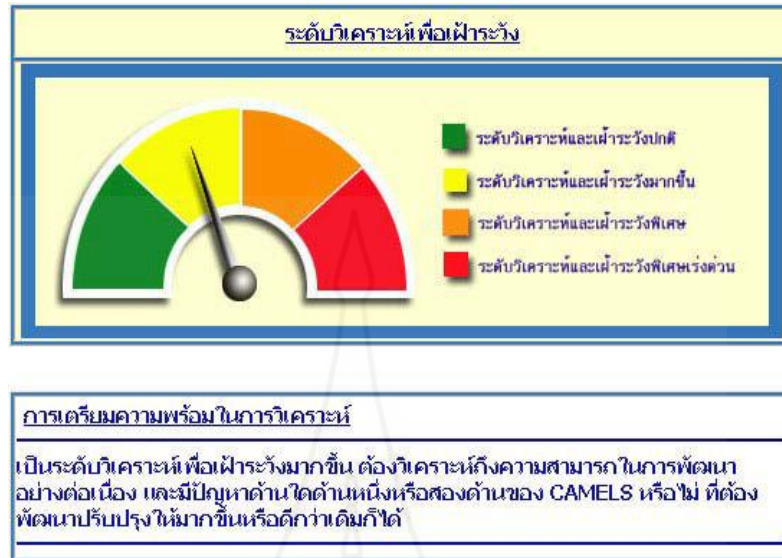 ระดับวิเคราะห์เพื่อเฝ้าระวัง
ระดับวิเคราะห์และเฝ้าระวังปกติ
ระดับวิเคราะห์และเฝ้าระวังมากขึ้น
ระดับวิเคราะห์และเฝ้าระวังพิเศษ
ระดับวิเคราะห์และเฝ้าระวังพิเศษเร่งด่วน
การเตรียมความพร้อมในการวิเคราะห์
เป็นระดับวิเคราะห์เพื่อเฝ้าระวังมากขึ้น ต้องวิเคราะห์ถึงความสามารถในการพัฒนา
อย่างต่อเนื่อง และมีปัญหาด้านใดด้านหนึ่งหรือสองด้านของ CAMELS หรือไม่ ที่ต้อง
พัฒนาปรับปรุงให้มากขึ้นหรือดีกว่าเดิมก็ได้